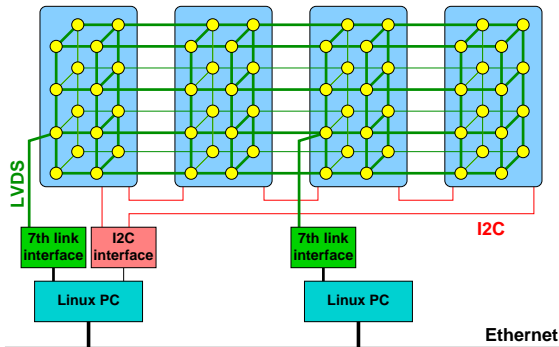 LVDS
I2C
7th link
interface
I2C
interface
7th link
interface
Linux PC
Linux PC
Ethernet